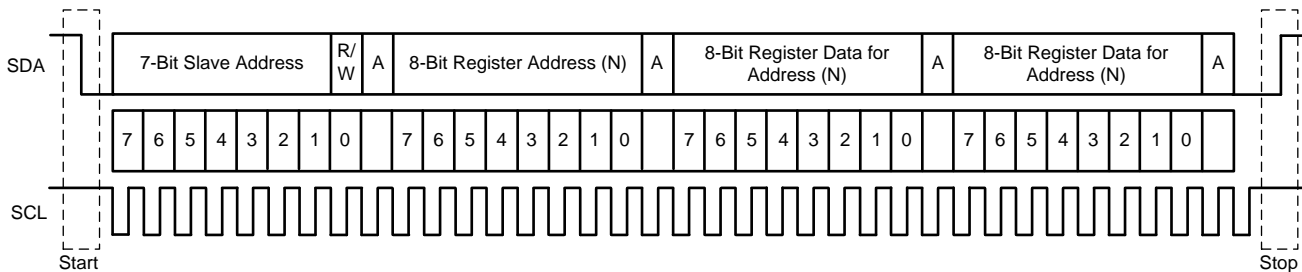 SDA
7-Bit Slave Address
R/
W
A
8-Bit Register Address (N)
A
8-Bit Register Data for
Address (N)
A
8-Bit Register Data for
Address (N)
A
7 6 5 4 3 2 1 0 7 6 5 4 3 2 1 0 7 6 5 4 3 2 1 0 7 6 5 4 3 2 1 0
SCL
Start
Stop